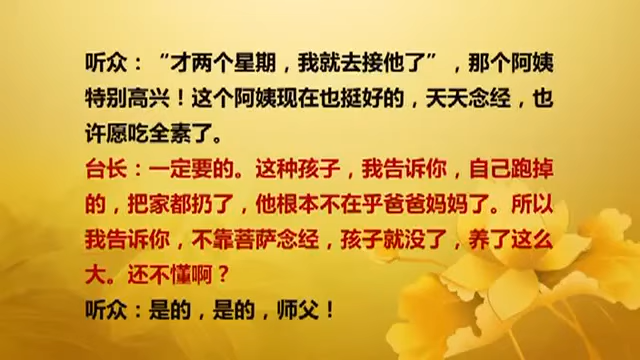 听众：“才两个星期，我就去接他了”，那个阿姨
特别高兴！这个阿姨现在也挺好的，天天念经，也
许愿吃全素了。
台长：一定要的。这种孩子，我告诉你，自己跑掉
的，把家都扔了，他根本不在乎爸爸妈妈了。所以
我告诉你，不靠菩萨念经，孩子就没了，养了这么
大。还不懂啊？
听众：是的，是的，师父！